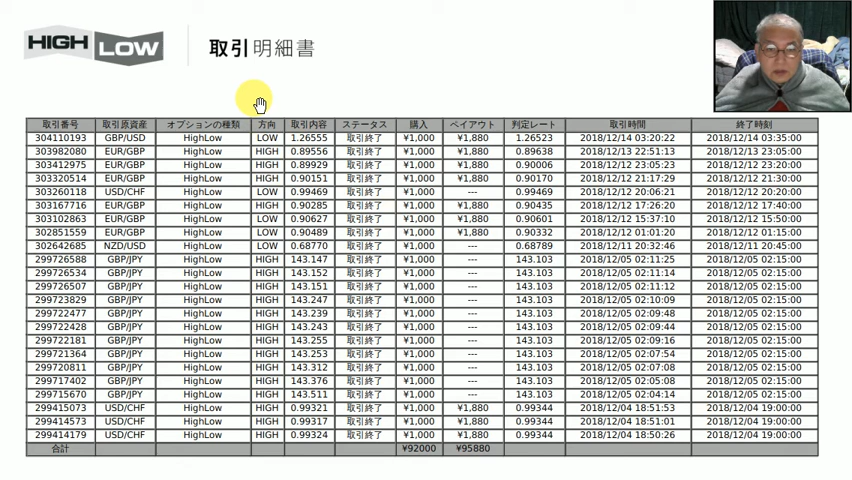 HIGH LOW 取引明細書
取引番号 取引原資産 オプションの種類 方向 取引内容 ステータス 購入 ペイアウト 判定レート 取引時間 終了時刻
304110193 GBP/USD HighLow LOW 1.26555 取引終了 ¥1,000 ¥1,880 1.26523 2018/12/14 03:20:22 2018/12/14 03:35:00
303982080 EUR/GBP HighLow HIGH 0.89556 取引終了 ¥1,000 ¥1,880 0.89638 2018/12/13 22:51:13 2018/12/13 23:05:00
303412975 EUR/GBP HighLow HIGH 0.89929 取引終了 ¥1,000 ¥1,880 0.90006 2018/12/12 23:05:23 2018/12/12 23:20:00
303320514 EUR/GBP HighLow HIGH 0.90151 取引終了 ¥1,000 ¥1,880 0.90170 2018/12/12 21:17:29 2018/12/12 21:30:00
303260118 USD/CHF HighLow LOW 0.99469 取引終了 ¥1,000 --- 0.99469 2018/12/12 20:06:21 2018/12/12 20:20:00
303167716 EUR/GBP HighLow HIGH 0.90285 取引終了 ¥1,000 ¥1,880 0.90435 2018/12/12 17:26:20 2018/12/12 17:40:00
303102863 EUR/GBP HighLow LOW 0.90627 取引終了 ¥1,000 ¥1,880 0.90601 2018/12/12 15:37:10 2018/12/12 15:50:00
302851559 EUR/GBP HighLow LOW 0.90489 取引終了 ¥1,000 ¥1,880 0.90332 2018/12/12 01:01:20 2018/12/12 01:15:00
302642685 NZD/USD HighLow LOW 0.68770 取引終了 ¥1,000 --- 0.68789 2018/12/11 20:32:46 2018/12/11 20:45:00
299726588 GBP/JPY HighLow HIGH 143.147 取引終了 ¥1,000 --- 143.103 2018/12/05 02:11:25 2018/12/05 02:15:00
299726534 GBP/JPY HighLow HIGH 143.152 取引終了 ¥1,000 --- 143.103 2018/12/05 02:11:14 2018/12/05 02:15:00
299726507 GBP/JPY HighLow HIGH 143.151 取引終了 ¥1,000 --- 143.103 2018/12/05 02:11:12 2018/12/05 02:15:00
299723829 GBP/JPY HighLow HIGH 143.247 取引終了 ¥1,000 --- 143.103 2018/12/05 02:10:09 2018/12/05 02:15:00
299722477 GBP/JPY HighLow HIGH 143.239 取引終了 ¥1,000 --- 143.103 2018/12/05 02:09:48 2018/12/05 02:15:00
299722428 GBP/JPY HighLow HIGH 143.243 取引終了 ¥1,000 --- 143.103 2018/12/05 02:09:44 2018/12/05 02:15:00
299722181 GBP/JPY HighLow HIGH 143.255 取引終了 ¥1,000 --- 143.103 2018/12/05 02:09:16 2018/12/05 02:15:00
299721364 GBP/JPY HighLow HIGH 143.253 取引終了 ¥1,000 --- 143.103 2018/12/05 02:07:54 2018/12/05 02:15:00
299720811 GBP/JPY HighLow HIGH 143.312 取引終了 ¥1,000 --- 143.103 2018/12/05 02:07:08 2018/12/05 02:15:00
299717402 GBP/JPY HighLow HIGH 143.376 取引終了 ¥1,000 --- 143.103 2018/12/05 02:05:08 2018/12/05 02:15:00
299715670 GBP/JPY HighLow HIGH 143.511 取引終了 ¥1,000 --- 143.103 2018/12/05 02:04:14 2018/12/05 02:15:00
299415073 USD/CHF HighLow HIGH 0.99321 取引終了 ¥1,000 ¥1,880 0.99344 2018/12/04 18:51:53 2018/12/04 19:00:00
299414573 USD/CHF HighLow HIGH 0.99317 取引終了 ¥1,000 ¥1,880 0.99344 2018/12/04 18:51:01 2018/12/04 19:00:00
299414179 USD/CHF HighLow HIGH 0.99324 取引終了 ¥1,000 ¥1,880 0.99344 2018/12/04 18:50:26 2018/12/04 19:00:00
合計 ¥92000 ¥95880